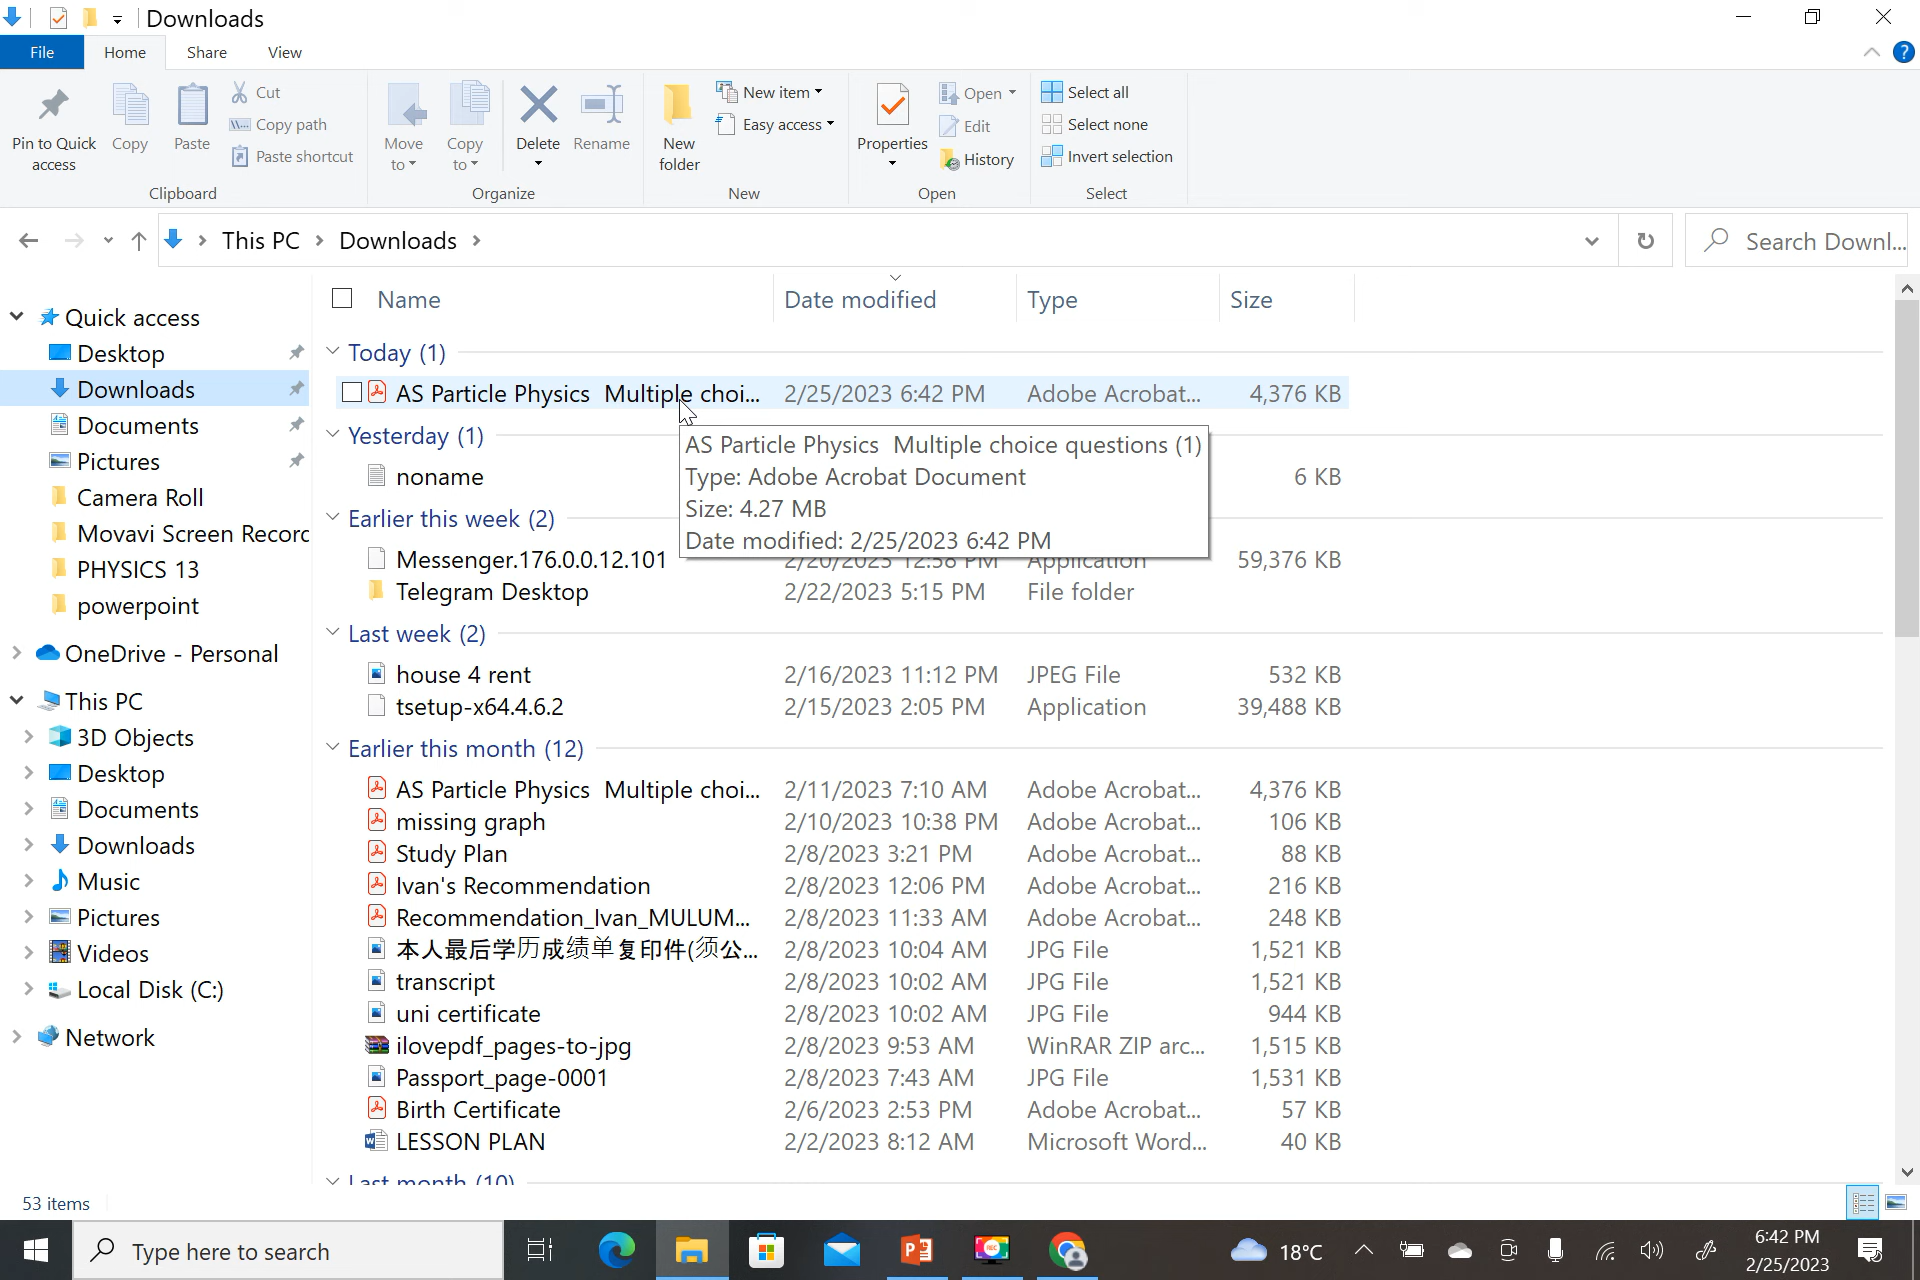 Downloads
File Home Share View
Pin to Quick access
Copy
Paste
Cut
Copy path
Paste shortcut
Clipboard
Move to
Copy to
Delete
Rename
Organize
New folder
New item
Easy access
New
Properties
Open
Edit
History
Open
Select all
Select none
Invert selection
Select
This PC > Downloads >
Search Downl...
Quick access
Desktop
Downloads
Documents
Pictures
Camera Roll
Movavi Screen Recorc
PHYSICS 13
powerpoint
OneDrive - Personal
This PC
3D Objects
Desktop
Documents
Downloads
Music
Pictures
Videos
Local Disk (C:)
Network
Name Date modified Type Size
Today (1)
AS Particle Physics Multiple choi... 2/25/2023 6:42 PM Adobe Acrobat... 4,376 KB
Yesterday (1)
AS Particle Physics Multiple choice questions (1)
Type: Adobe Acrobat Document
Size: 4.27 MB
Date modified: 2/25/2023 6:42 PM
noname 6 KB
Earlier this week (2)
Messenger.176.0.0.12.101 2/20/2023 12:58 PM Application 59,376 KB
Telegram Desktop 2/22/2023 5:15 PM File folder
Last week (2)
house 4 rent 2/16/2023 11:12 PM JPEG File 532 KB
tsetup-x64.4.6.2 2/15/2023 2:05 PM Application 39,488 KB
Earlier this month (12)
AS Particle Physics Multiple choi... 2/11/2023 7:10 AM Adobe Acrobat... 4,376 KB
missing graph 2/10/2023 10:38 PM Adobe Acrobat... 106 KB
Study Plan 2/8/2023 3:21 PM Adobe Acrobat... 88 KB
Ivan's Recommendation 2/8/2023 12:06 PM Adobe Acrobat... 216 KB
Recommendation_Ivan_MULUM... 2/8/2023 11:33 AM Adobe Acrobat... 248 KB
本人最后学历成绩单复印件(须公... 2/8/2023 10:04 AM JPG File 1,521 KB
transcript 2/8/2023 10:02 AM JPG File 1,521 KB
uni certificate 2/8/2023 10:02 AM JPG File 944 KB
ilovepdf_pages-to-jpg 2/8/2023 9:53 AM WinRAR ZIP arc... 1,515 KB
Passport_page-0001 2/8/2023 7:43 AM JPG File 1,531 KB
Birth Certificate 2/6/2023 2:53 PM Adobe Acrobat... 57 KB
LESSON PLAN 2/2/2023 8:12 AM Microsoft Word... 40 KB
Last month (10)
53 items
Type here to search
18°C
6:42 PM
2/25/2023